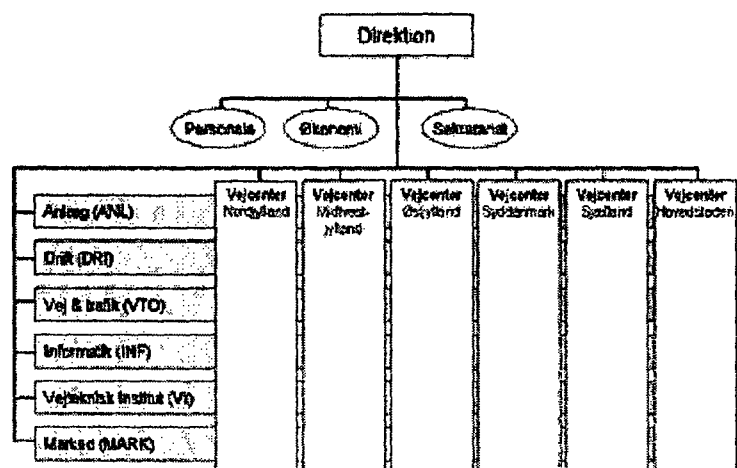 Direktion
Personale
Økonomi
Sekretariat
Anlæg (ANL)
Drift (DRI)
Vej & trafik (VTO)
Informatik (INF)
Vejteknisk Institut (VI)
Marked (MARK)
Vejcenter
Nordjylland
Vejcenter
Midtvest-
jylland
Vejcenter
Østjylland
Vejcenter
Syddanmark
Vejcenter
Sjælland
Vejcenter
Hovedstaden